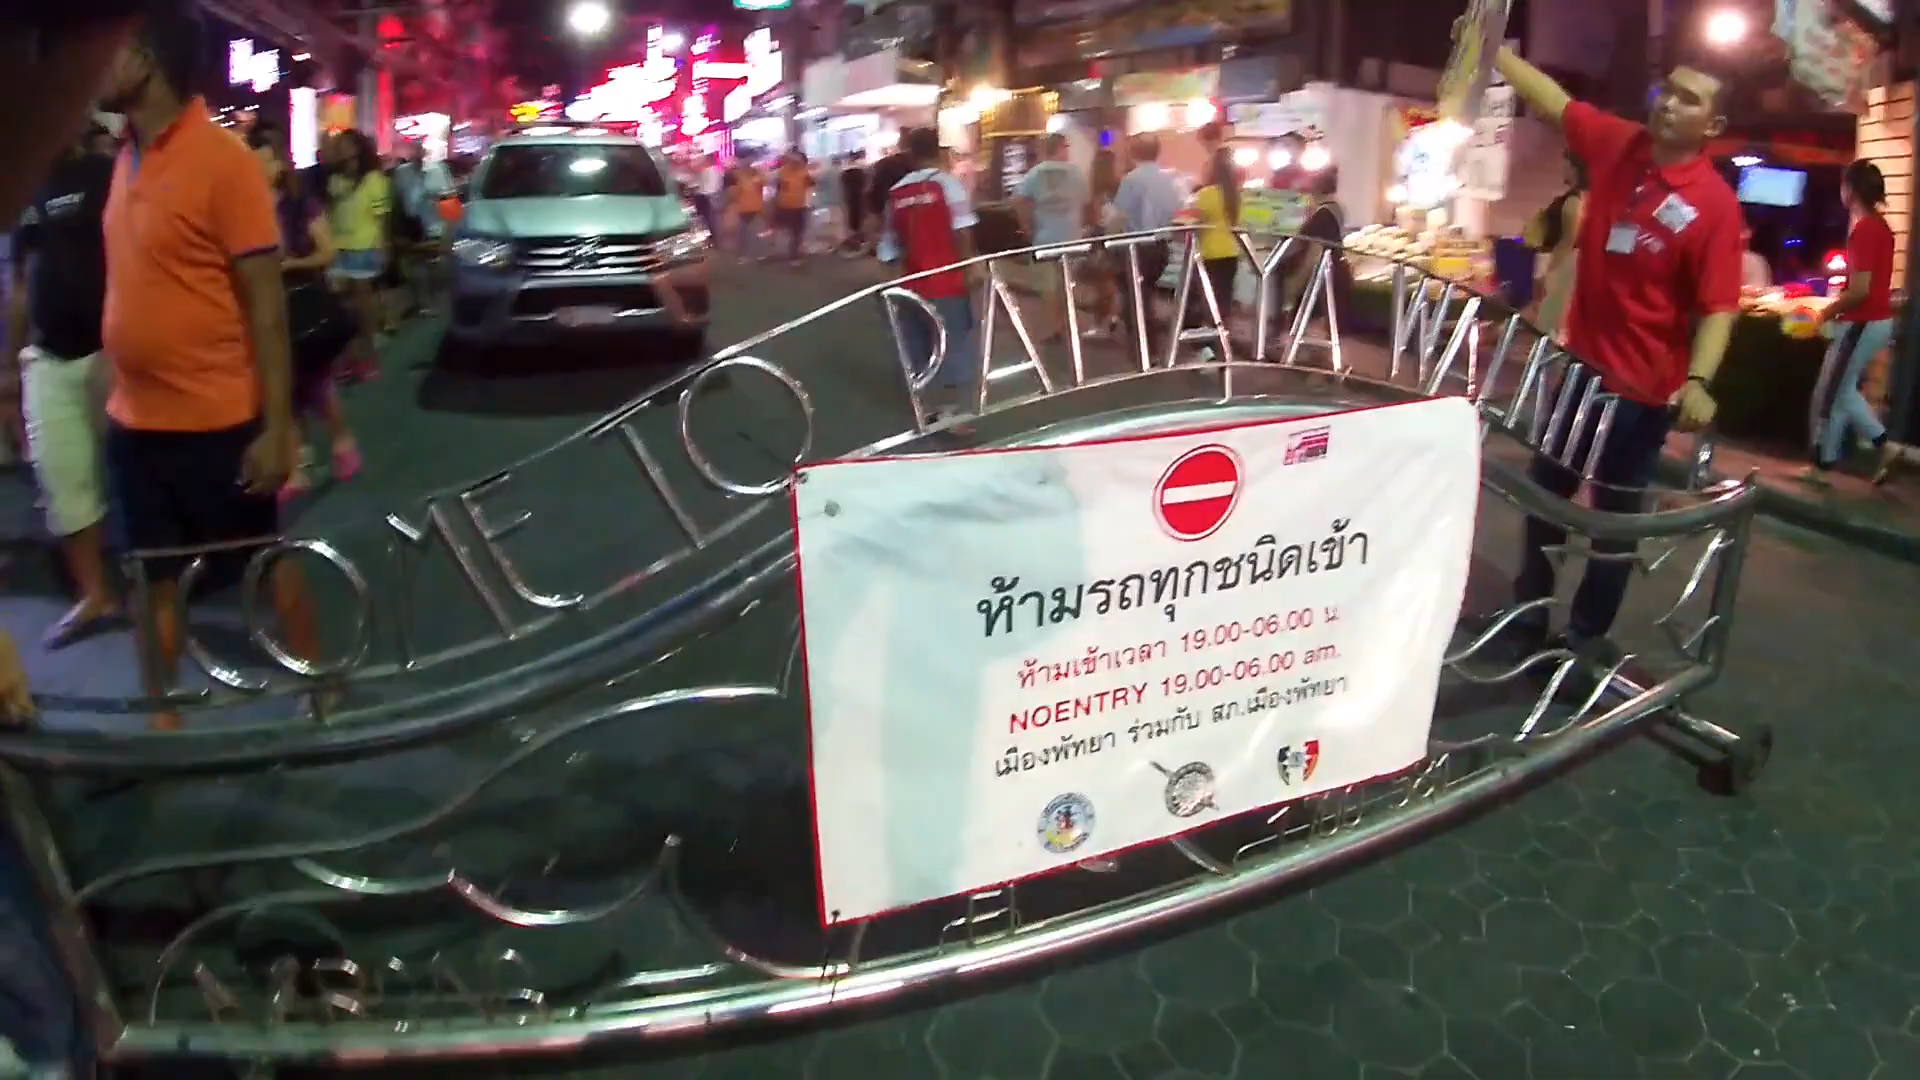 COME TO PATTAYA WALKIN
ห้ามรถทุกชนิดเข้า
ห้ามเข้าเวลา 19.00-06.00 น.
NOENTRY 19.00-06.00 am.
เมืองพัทยา ร่วมกับ สภ.เมืองพัทยา